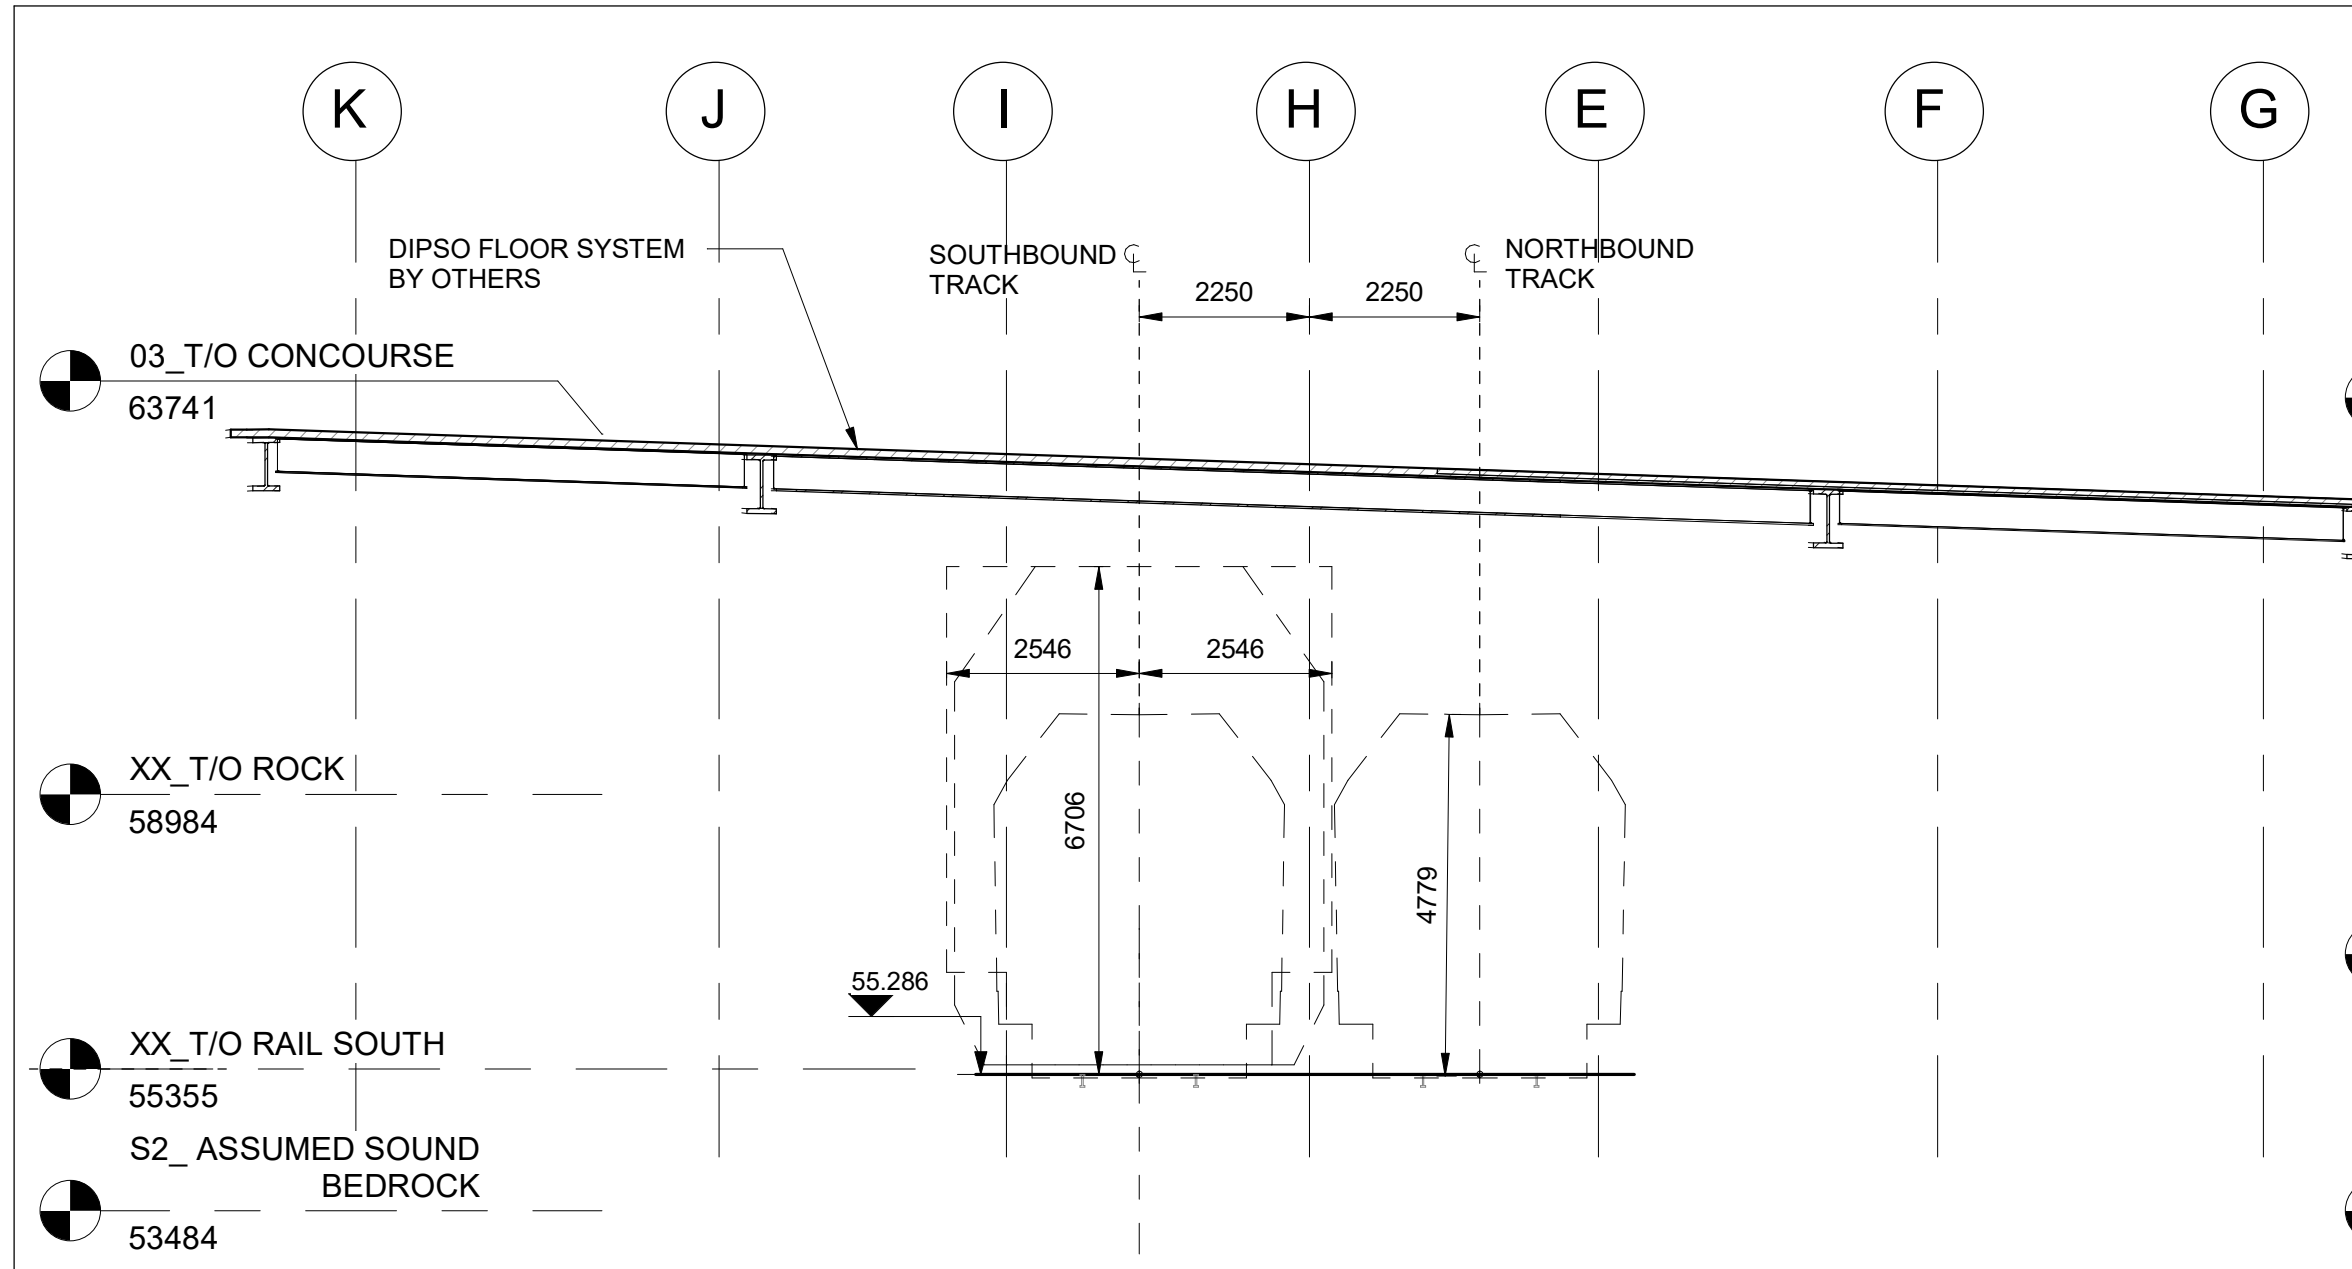 K
J
I
H
E
F
G
DIPSO FLOOR SYSTEM
BY OTHERS
SOUTHBOUND
TRACK
NORTHBOUND
TRACK
2250
2250
03_T/O CONCOURSE
63741
2546
2546
6706
4779
XX_T/O ROCK
58984
55.286
XX_T/O RAIL SOUTH
55355
S2_ ASSUMED SOUND
BEDROCK
53484